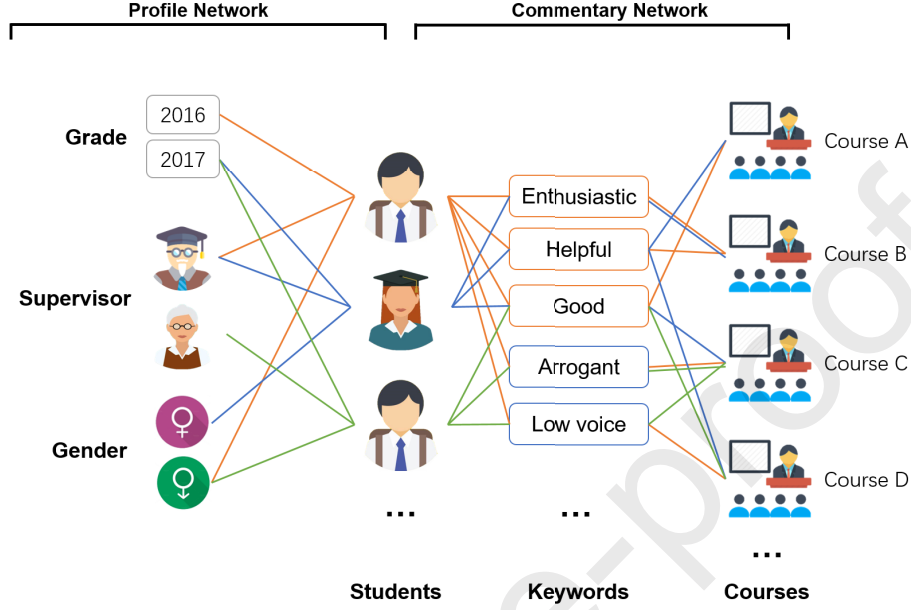 Profile Network
Commentary Network
Grade
2016
2017
Supervisor
Gender
Enthusiastic
Helpful
Good
Arrogant
Low voice
Course A
Course B
Course C
Course D
...
...
...
Students
Keywords
Courses
e-proof